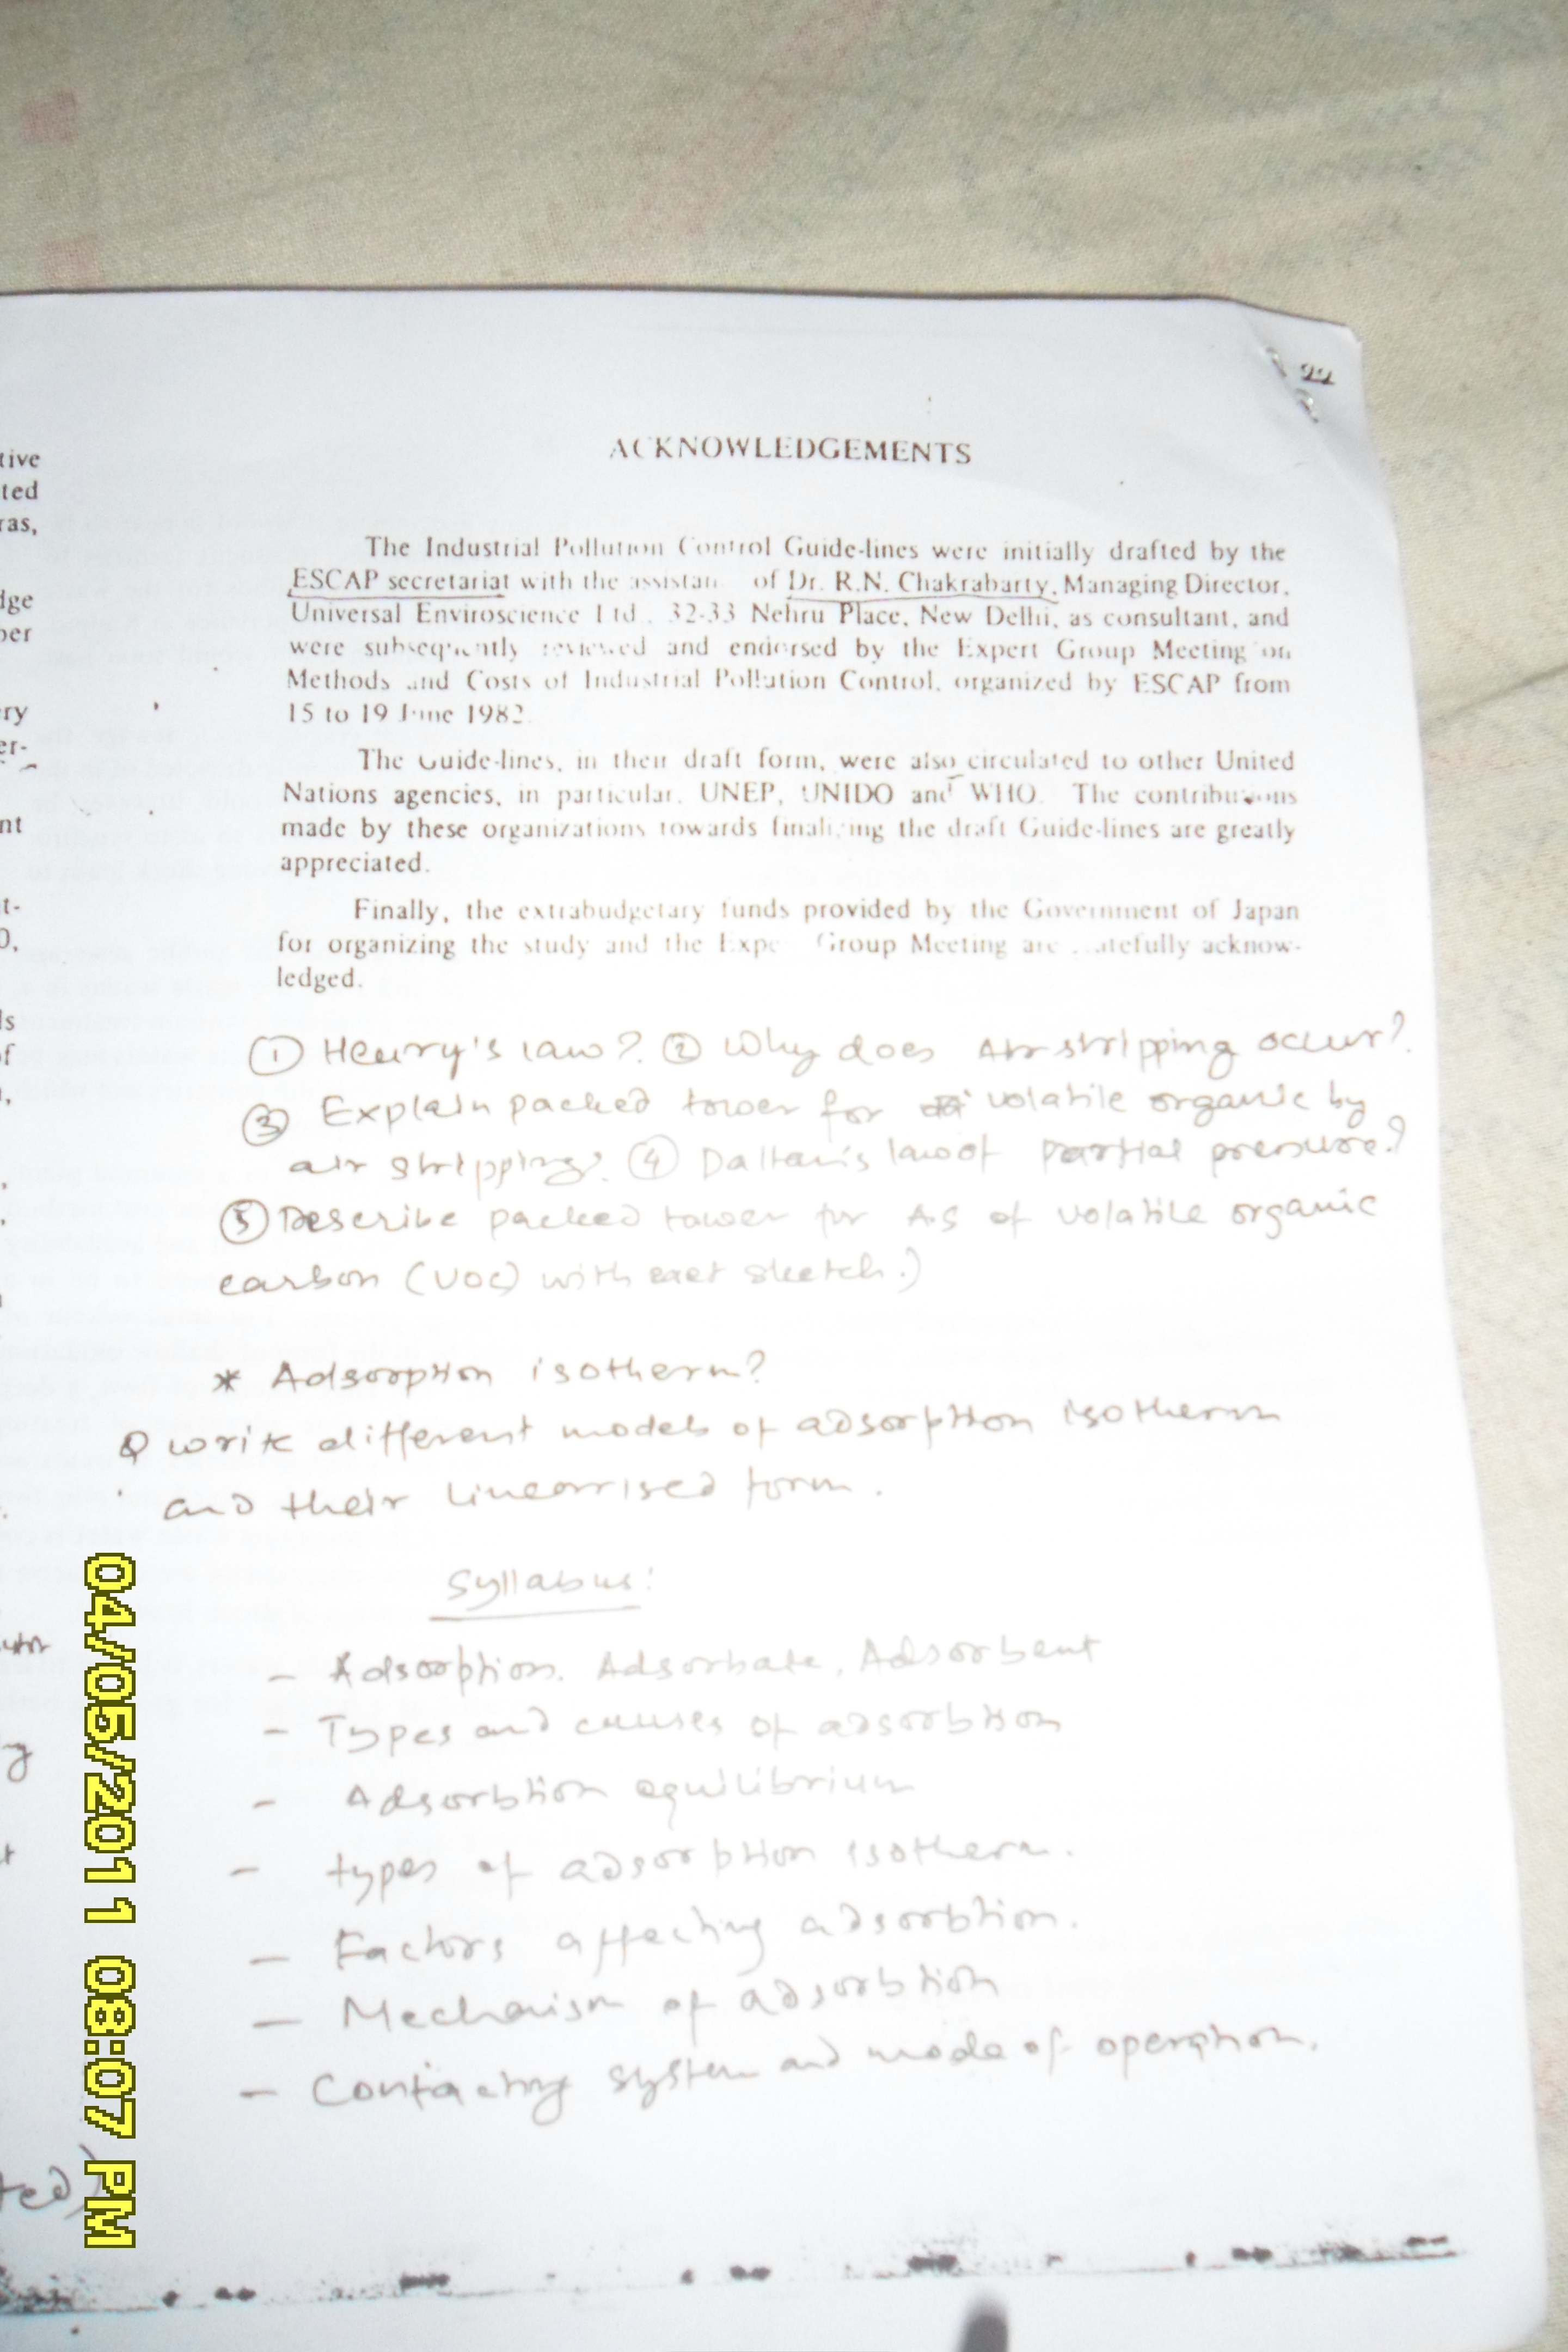 22
ACKNOWLEDGEMENTS
The Industrial Pollution Control Guide-lines were initially drafted by the
ESCAP secretariat with the assistan of Dr. R.N. Chakrabarty, Managing Director,
Universal Enviroscience Ltd., 32-33 Nehru Place, New Delhi, as consultant, and
were subsequently reviewed and endorsed by the Expert Group Meeting on
Methods and Costs of Industrial Pollution Control, organized by ESCAP from
15 to 19 June 1982.
The Guide-lines, in their draft form, were also circulated to other United
Nations agencies, in particular, UNEP, UNIDO and WHO. The contributions
made by these organizations towards finalizing the draft Guide-lines are greatly
appreciated.
Finally, the extrabudgetary funds provided by the Government of Japan
for organizing the study and the Expe Group Meeting are atefully acknow-
ledged.
① Henry's law? ② Why does Air stripping occur?
③ Explain packed tower for volatile organic by
air stripping? ④ Daltan's law of partial pressure?
⑤ Describe packed tower for A.S of volatile organic
carbon (VOC) with sketch.)
* Adsorption isotherm?
Q write different models of adsorption isotherm
and their linearrised form.
Syllabus:
- Adsorption. Adsorbate, Adsorbent
- Types and causes of adsorbtion
- Adsorbtion equilibrium
- types of adsorbtion isotherm.
- Factors affecting adsorbtion.
- Mechanism of adsorbtion
- Contacting system and mode of operation.
tive
ted
ras,
dge
per
ry
er-
nt
t-
0,
ls
of
ted)
04/05/2011 08:07 PM